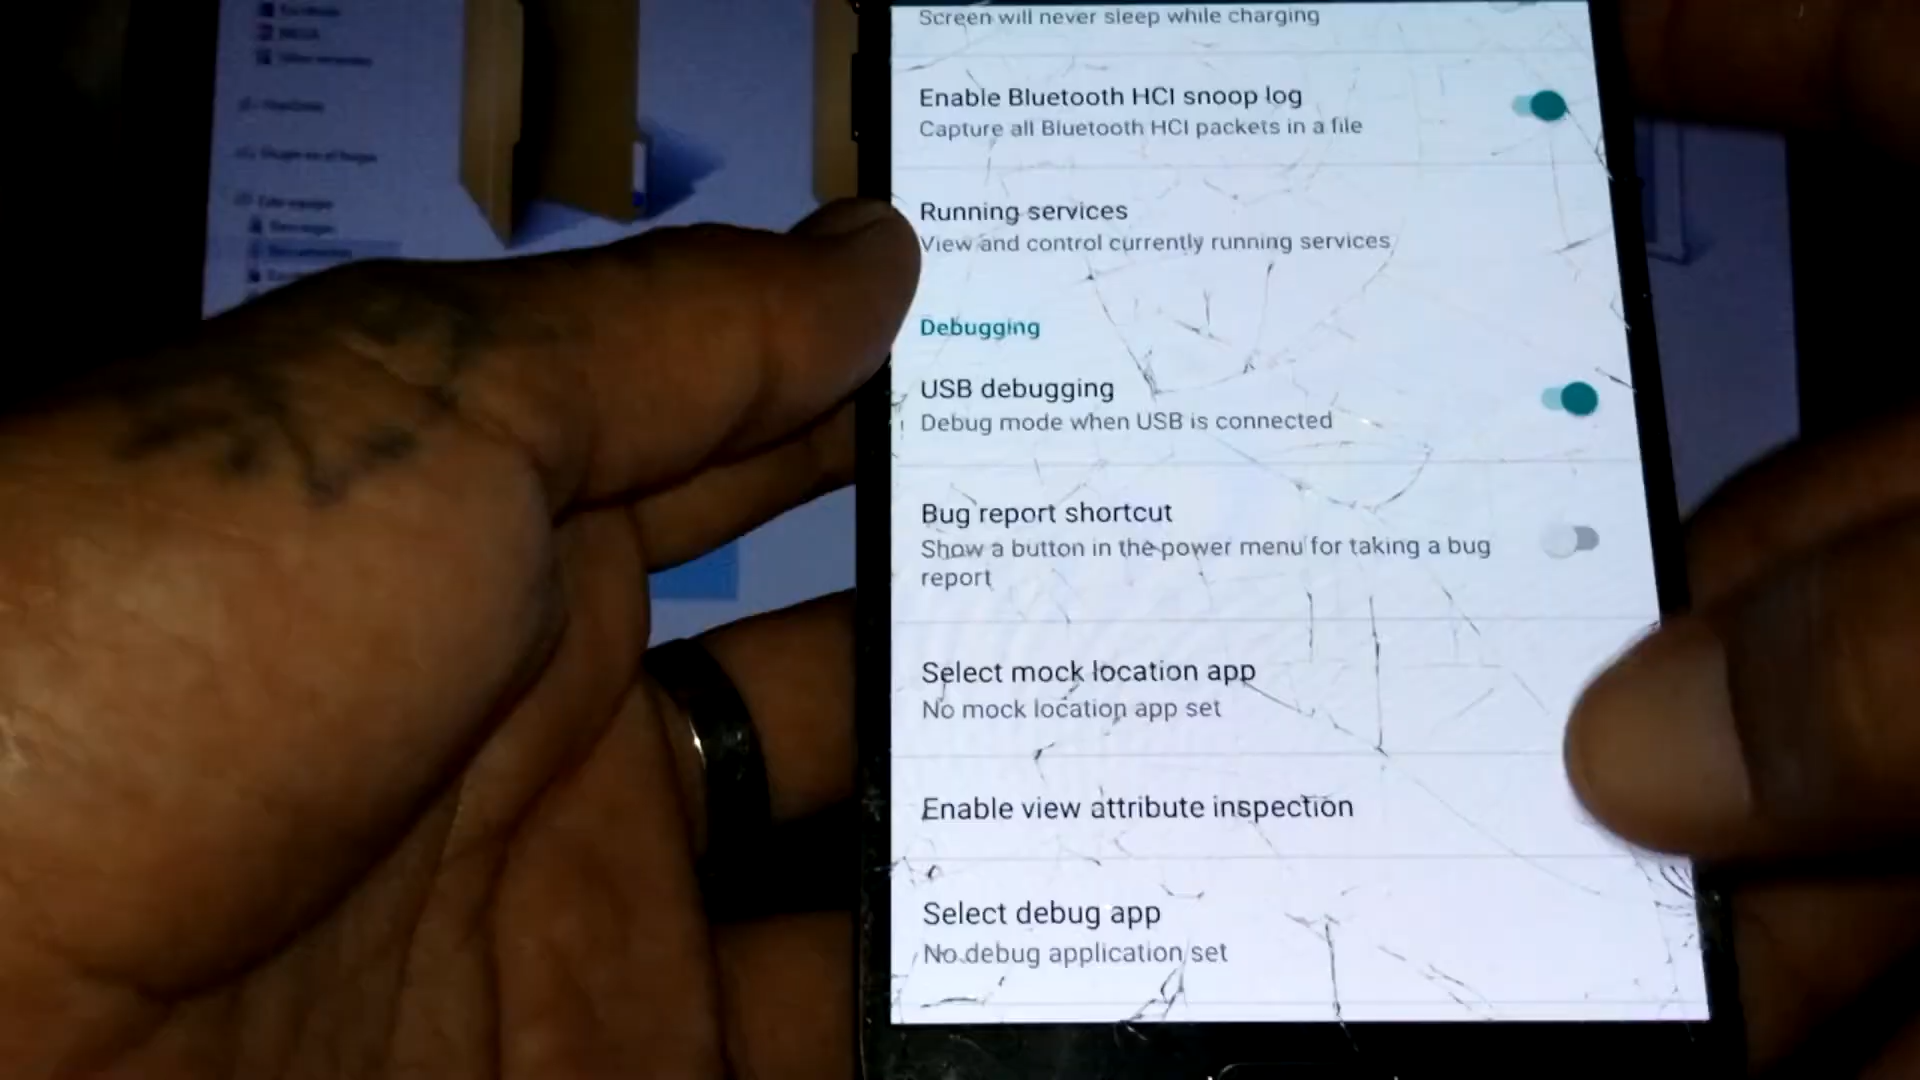 Screen will never sleep while charging
Enable Bluetooth HCI snoop log
Capture all Bluetooth HCI packets in a file
Running services
View and control currently running services
Debugging
USB debugging
Debug mode when USB is connected
Bug report shortcut
Show a button in the power menu for taking a bug
report
Select mock location app
No mock location app set
Enable view attribute inspection
Select debug app
No debug application set